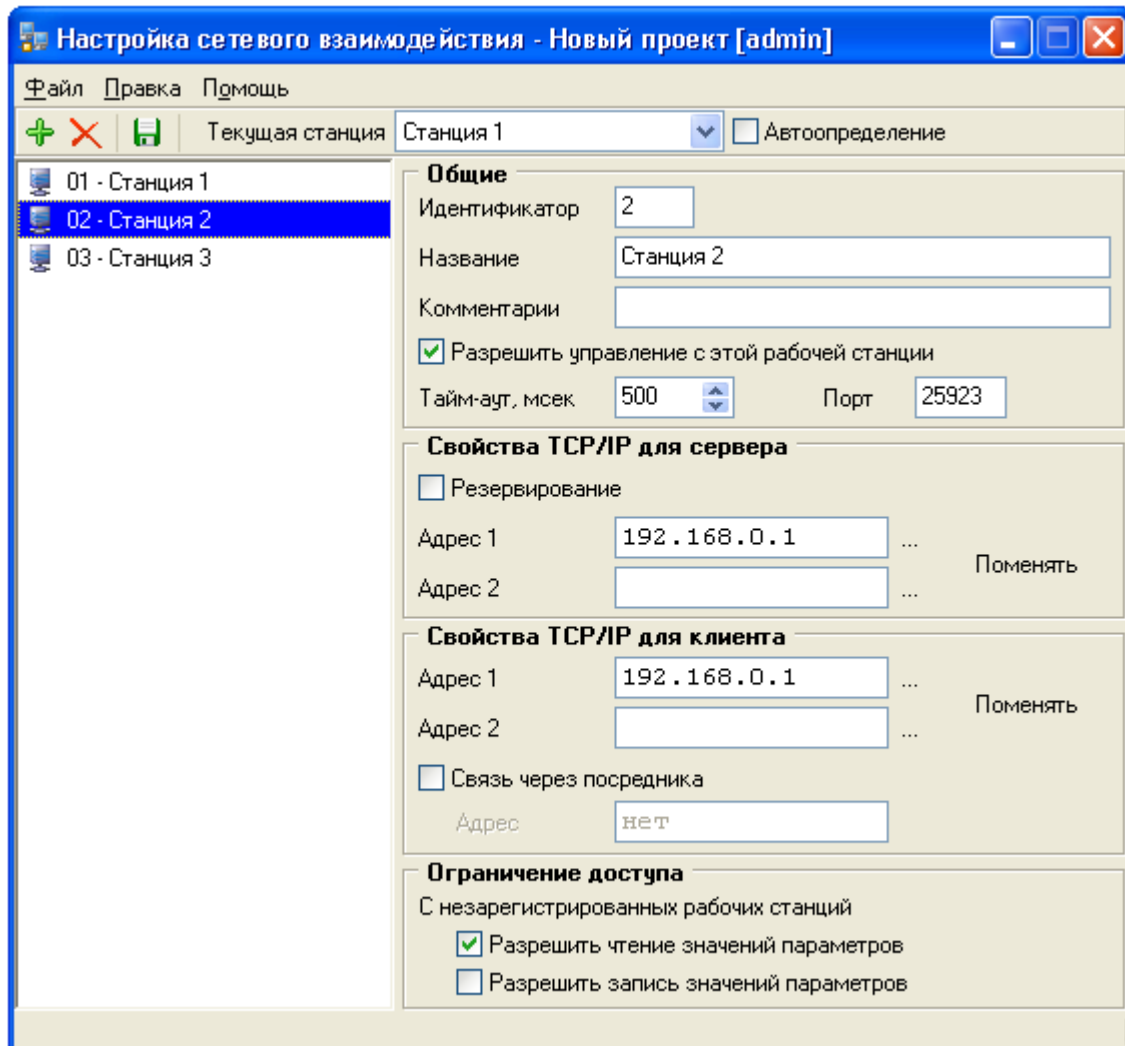 Настройка сетевого взаимодействия - Новый проект [admin]
Файл Правка Помощь
Текущая станция Станция 1 Автоопределение
01 - Станция 1
02 - Станция 2
03 - Станция 3
Общие
Идентификатор 2
Название Станция 2
Комментарии
Разрешить управление с этой рабочей станции
Тайм-аут, мсек 500 Порт 25923
Свойства TCP/IP для сервера
Резервирование
Адрес 1 192.168.0.1 ...
Поменять
Адрес 2 ...
Свойства TCP/IP для клиента
Адрес 1 192.168.0.1 ...
Поменять
Адрес 2 ...
Связь через посредника
Адрес нет
Ограничение доступа
С незарегистрированных рабочих станций
Разрешить чтение значений параметров
Разрешить запись значений параметров